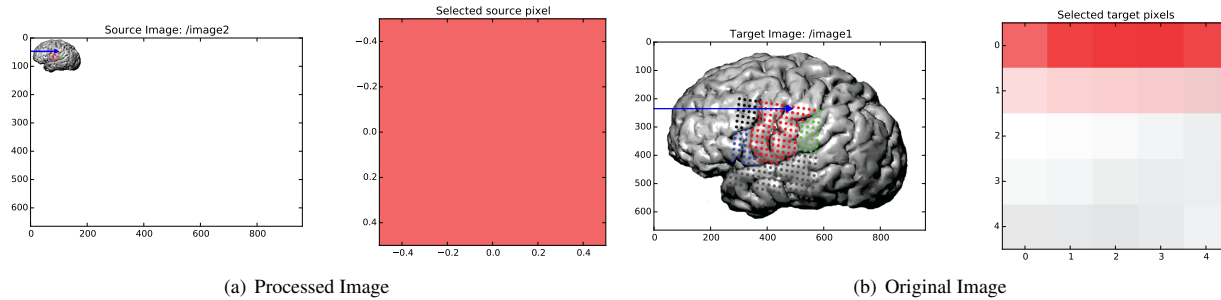 Source Image: /image2
0
100
200
300
400
500
600
0 200 400 600 800
Selected source pixel
−0.4
−0.2
0.0
0.2
0.4
−0.4 −0.2 0.0 0.2 0.4
(a) Processed Image
Target Image: /image1
0
100
200
300
400
500
600
0 200 400 600 800
Selected target pixels
0
1
2
3
4
0 1 2 3 4
(b) Original Image